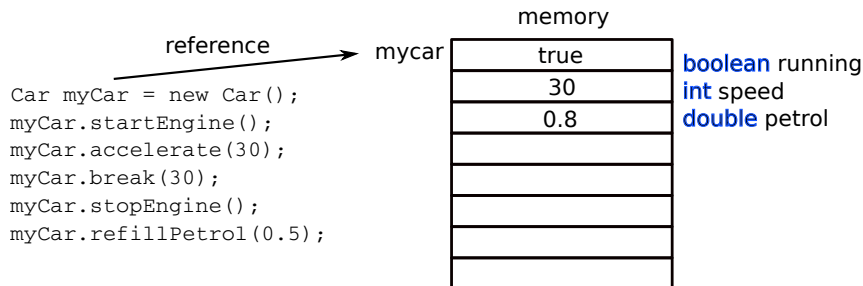 memory
reference
mycar
true
boolean running
30
int speed
0.8
double petrol
Car myCar = new Car();
myCar.startEngine();
myCar.accelerate(30);
myCar.break(30);
myCar.stopEngine();
myCar.refillPetrol(0.5);